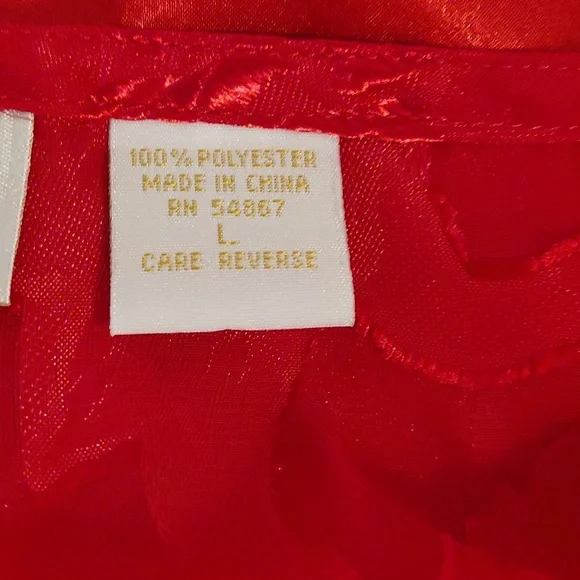 100% POLYESTER
MADE IN CHINA
RN 54867
L
CARE REVERSE